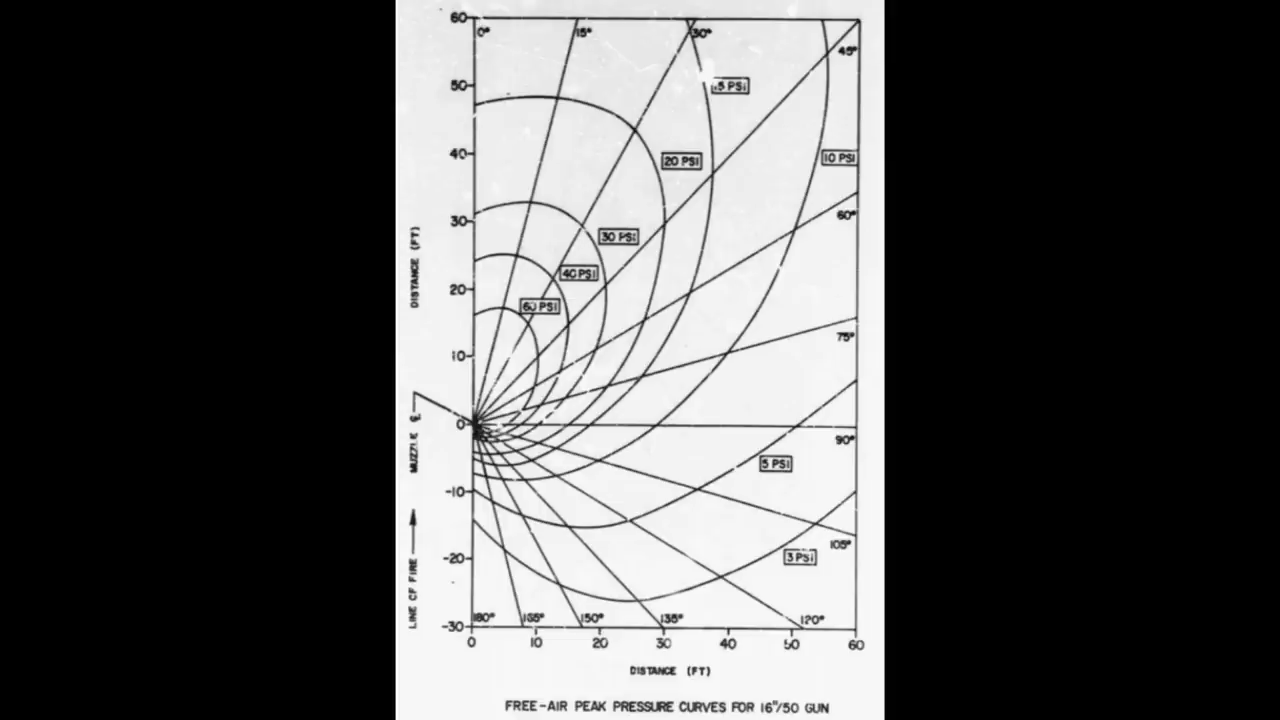 60
0°
15°
30°
45°
50
15 PSI
40
20 PSI
10 PSI
30
60°
30 PSI
DISTANCE (FT)
40 PSI
20
60 PSI
75°
10
MUZZLE ℄
0
90°
5 PSI
-10
105°
3 PSI
-20
LINE OF FIRE
-30
180°
165°
150°
135°
120°
0
10
20
30
40
50
60
DISTANCE (FT)
FREE-AIR PEAK PRESSURE CURVES FOR 16"/50 GUN